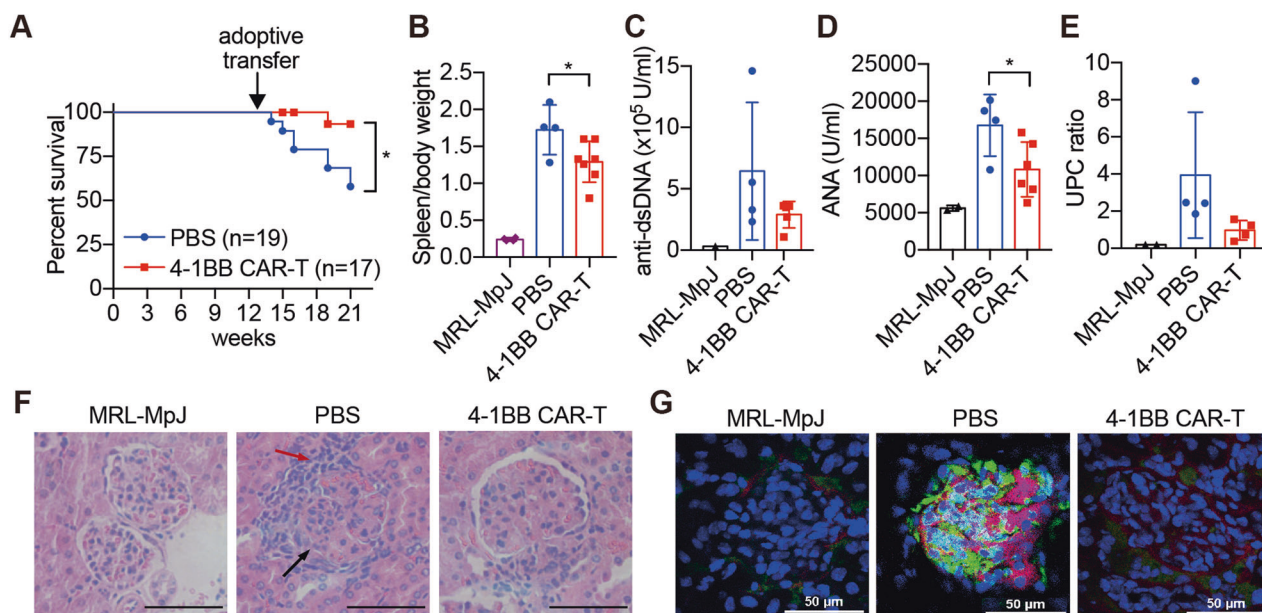 A
adoptive
transfer
Percent survival
100
75
50
25
0
*
PBS (n=19)
4-1BB CAR-T (n=17)
0 3 6 9 12 15 18 21
weeks
B
Spleen/body weight
2.5
2.0
1.5
1.0
0.5
0.0
*
MRL-MpJ
PBS
4-1BB CAR-T
C
anti-dsDNA (x10⁵ U/ml)
15
10
5
0
MRL-MpJ
PBS
4-1BB CAR-T
D
ANA (U/ml)
25000
20000
15000
10000
5000
0
*
MRL-MpJ
PBS
4-1BB CAR-T
E
UPC ratio
10
8
6
4
2
0
MRL-MpJ
PBS
4-1BB CAR-T
F
MRL-MpJ
PBS
4-1BB CAR-T
G
MRL-MpJ
PBS
4-1BB CAR-T
50 µm
50 µm
50 µm